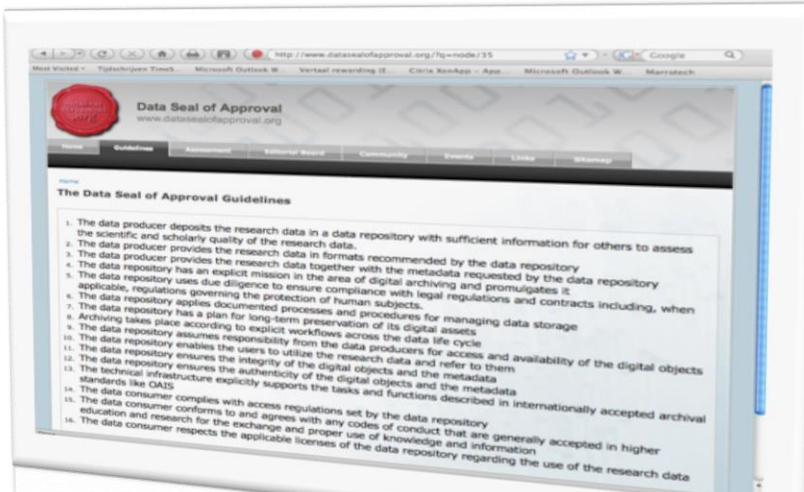 http://www.datasealofapproval.org/?q=node/35
Google
Most Visited Tijdschrijven TimeS... Microsoft Outlook W... Vertaal rewarding (E... Citrix XenApp - App... Microsoft Outlook W... Marratech
Data Seal of Approval
www.datasealofapproval.org
Home Guidelines Assessment Editorial Board Community Events Links Sitemap
Home
The Data Seal of Approval Guidelines
1. The data producer deposits the research data in a data repository with sufficient information for others to assess
the scientific and scholarly quality of the research data.
2. The data producer provides the research data in formats recommended by the data repository
3. The data producer provides the research data together with the metadata requested by the data repository
4. The data repository has an explicit mission in the area of digital archiving and promulgates it
5. The data repository uses due diligence to ensure compliance with legal regulations and contracts including, when
applicable, regulations governing the protection of human subjects.
6. The data repository applies documented processes and procedures for managing data storage
7. The data repository has a plan for long-term preservation of its digital assets
8. Archiving takes place according to explicit workflows across the data life cycle
9. The data repository assumes responsibility from the data producers for access and availability of the digital objects
10. The data repository enables the users to utilize the research data and refer to them
11. The data repository ensures the integrity of the digital objects and the metadata
12. The data repository ensures the authenticity of the digital objects and the metadata
13. The technical infrastructure explicitly supports the tasks and functions described in internationally accepted archival
standards like OAIS
14. The data consumer complies with access regulations set by the data repository
15. The data consumer conforms to and agrees with any codes of conduct that are generally accepted in higher
education and research for the exchange and proper use of knowledge and information
16. The data consumer respects the applicable licenses of the data repository regarding the use of the research data